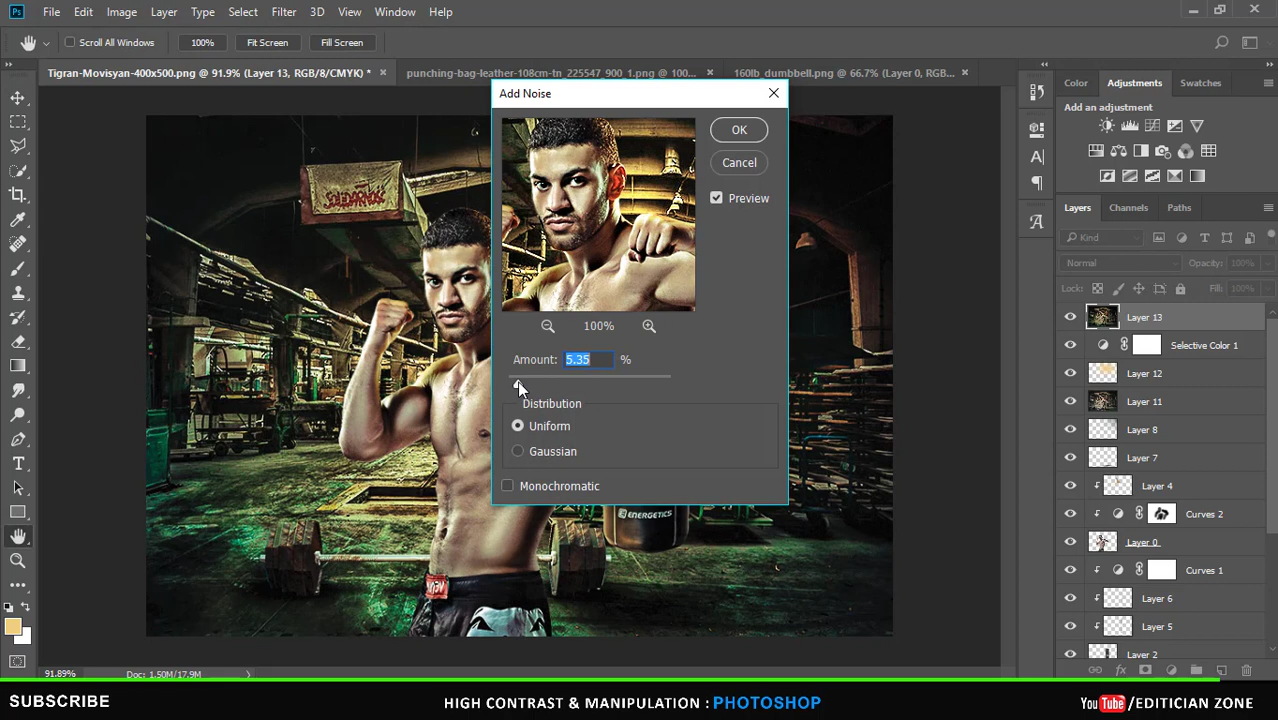 Ps File Edit Image Layer Type Select Filter 3D View Window Help
Scroll All Windows 100% Fit Screen Fill Screen
Tigran-Movisyan-400x500.png @ 91.9% (Layer 13, RGB/8/CMYK) * × punching-bag-leather-108cm-tn_225547_900_1.png @ 100... × 160lb_dumbbell.png @ 66.7% (Layer 0, RGB... ×
Add Noise
OK
Cancel
Preview
100%
Amount: 5.35 %
Distribution
Uniform
Gaussian
Monochromatic
SOLIDARNOSC
ENERGETICS
Color Adjustments Swatches
Add an adjustment
Layers Channels Paths
Kind
Normal Opacity: 100%
Lock: Fill: 100%
Layer 13
Selective Color 1
Layer 12
Layer 11
Layer 8
Layer 7
Layer 4
Curves 2
Layer 0
Curves 1
Layer 6
Layer 5
Layer 2
91.89% Doc: 1.50M/17.9M
SUBSCRIBE
HIGH CONTRAST & MANIPULATION : PHOTOSHOP
YouTube /EDITICIAN ZONE